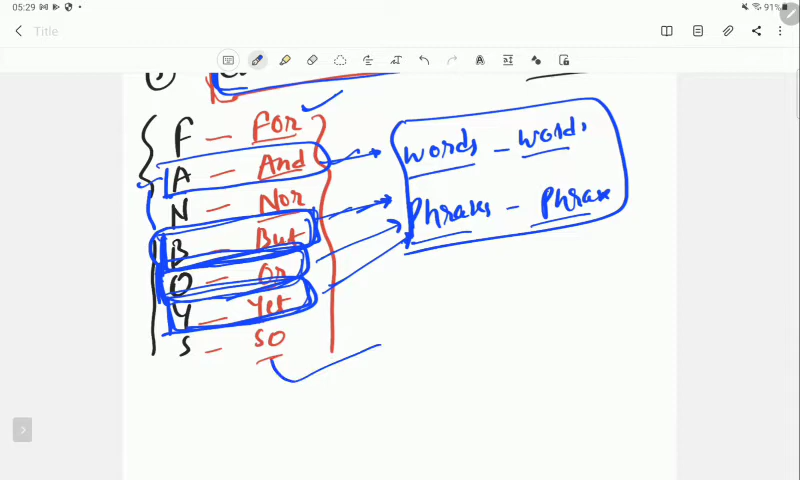 05:29 91%
Title
F - For
A - And
N - Nor
B - But
O - Or
Y - Yet
S - So
words - words
Phrases - Phrase